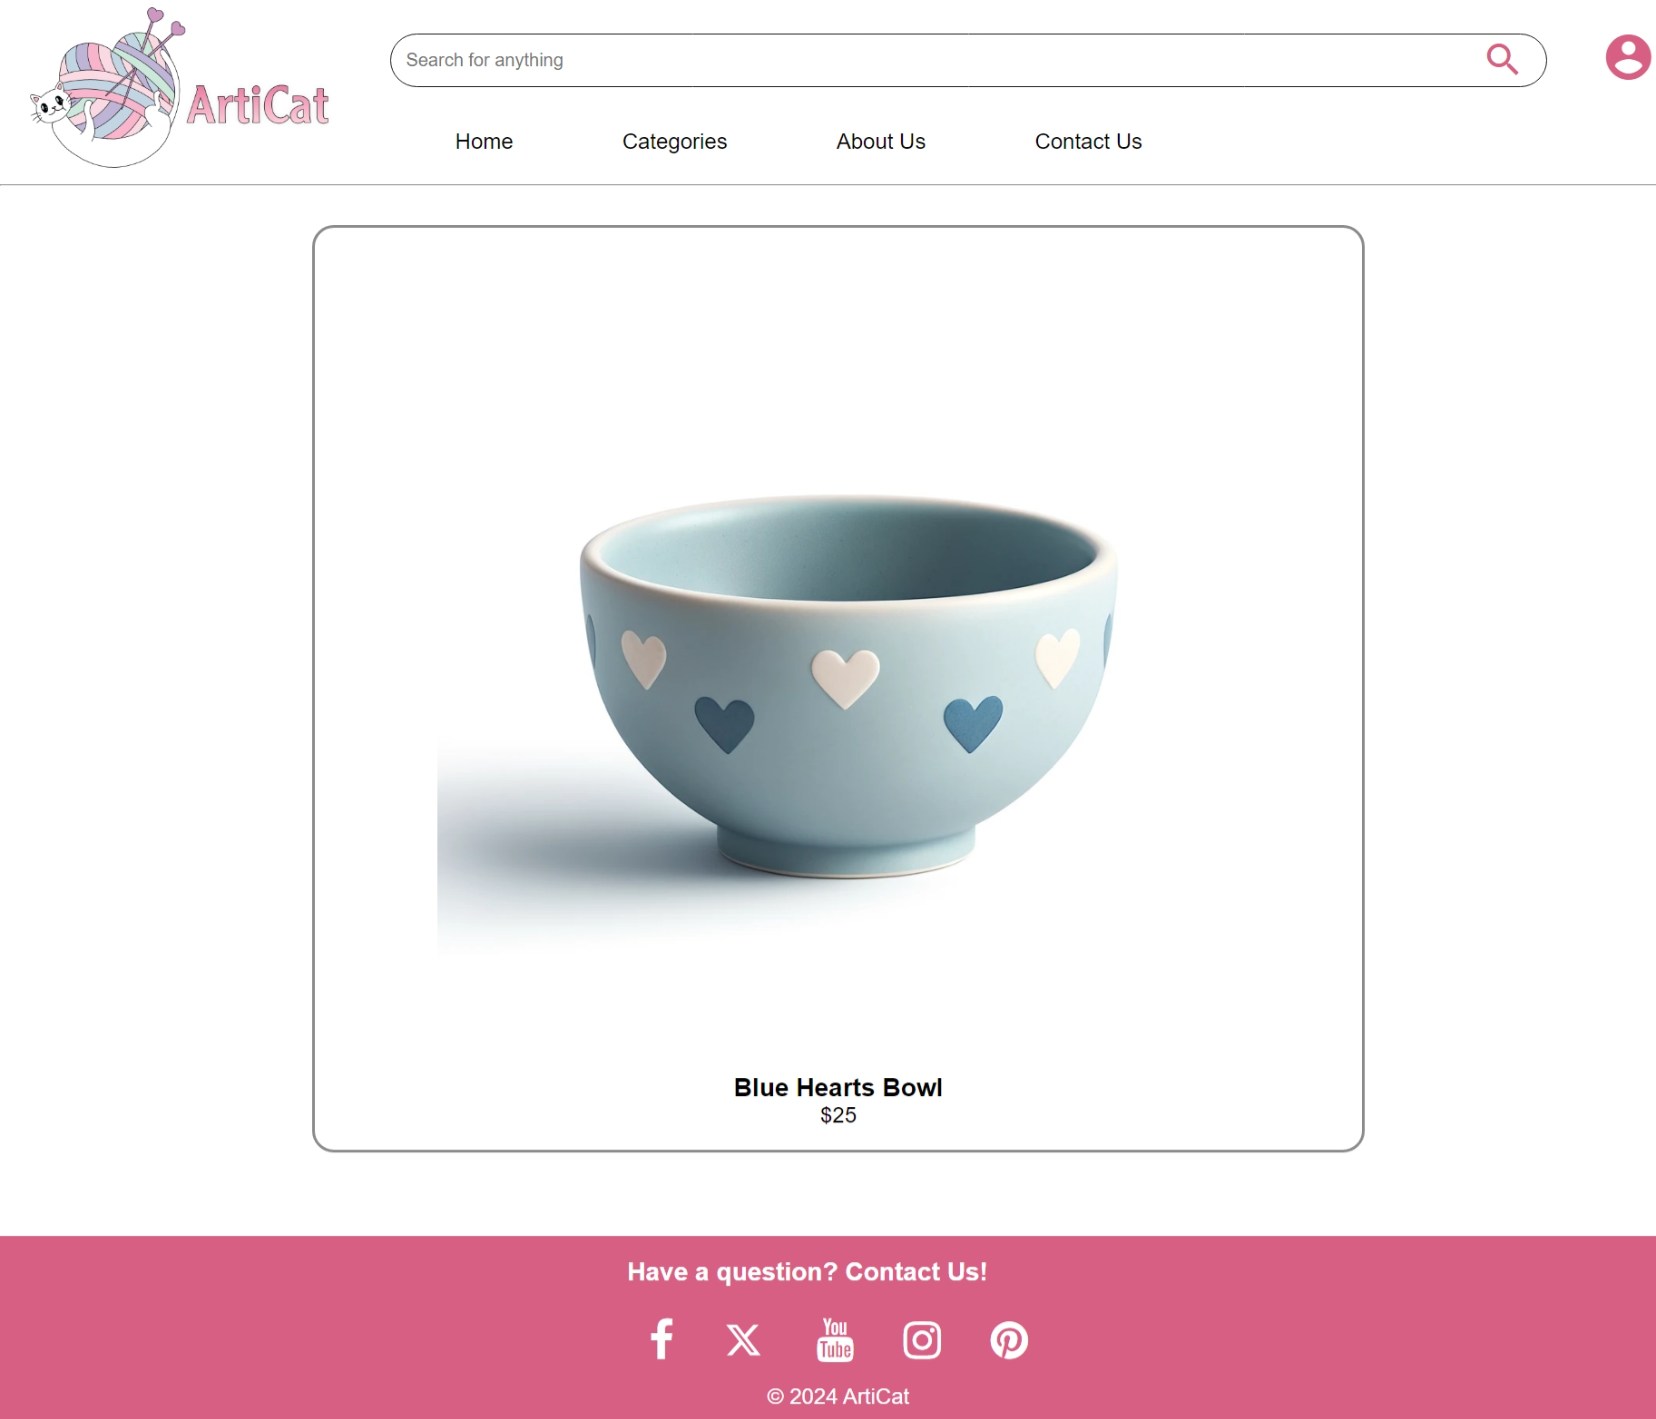 ArtiCat
Search for anything
Home Categories About Us Contact Us
Blue Hearts Bowl
$25
Have a question? Contact Us!
You
Tube
© 2024 ArtiCat